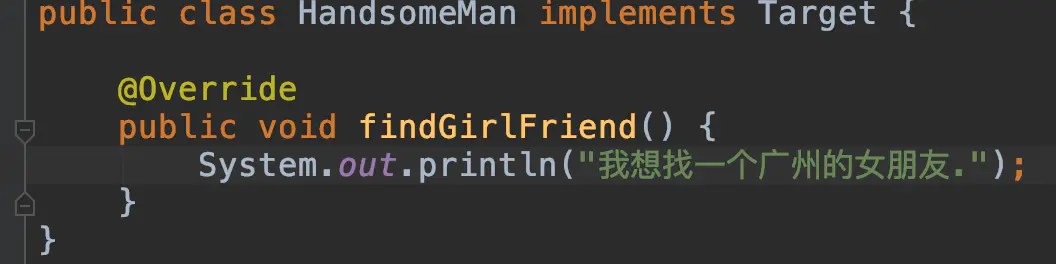 public class HandsomeMan implements Target {
@Override
public void findGirlFriend() {
System.out.println("我想找一个广州的女朋友.");
}
}